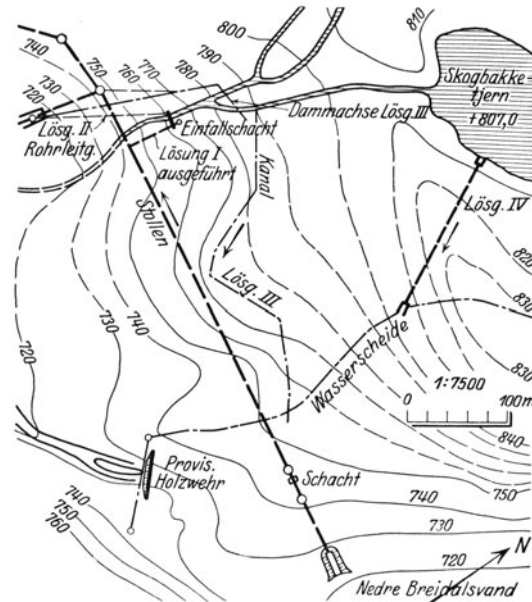 740
730
720
750
760
770
780
790
800
810
Skogbakke-
tjern
+807,0
Lösg. II
Rohrleitg.
Einfallschacht
Dammachse Lösg. III
Lösung I
ausgeführt
Kanal
Stollen
Lösg. III
Lösg. IV
820
830
720
730
740
Wasserscheide
1:7500
0
100m
830
840
Provis.
Holzwehr
Schacht
750
740
730
720
740
750
760
N
Nedre Breidalsvand